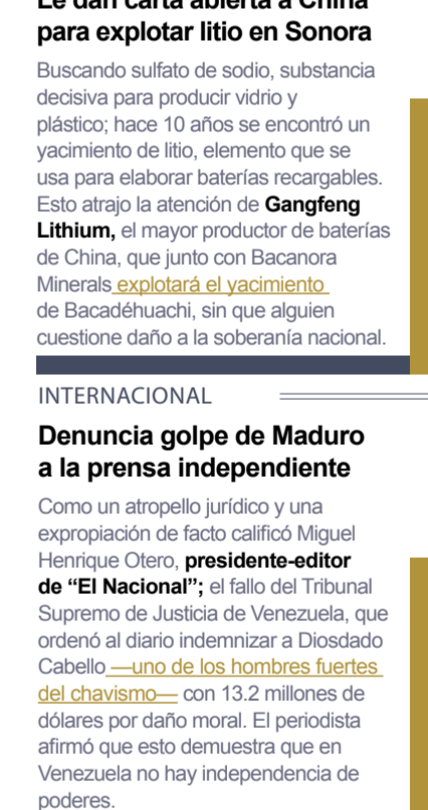 Le dan carta abierta a China
para explotar litio en Sonora
Buscando sulfato de sodio, substancia
decisiva para producir vidrio y
plástico; hace 10 años se encontró un
yacimiento de litio, elemento que se
usa para elaborar baterías recargables.
Esto atrajo la atención de Gangfeng
Lithium, el mayor productor de baterías
de China, que junto con Bacanora
Minerals explotará el yacimiento
de Bacadéhuachi, sin que alguien
cuestione daño a la soberanía nacional.
INTERNACIONAL
Denuncia golpe de Maduro
a la prensa independiente
Como un atropello jurídico y una
expropiación de facto calificó Miguel
Henrique Otero, presidente-editor
de “El Nacional”; el fallo del Tribunal
Supremo de Justicia de Venezuela, que
ordenó al diario indemnizar a Diosdado
Cabello —uno de los hombres fuertes
del chavismo— con 13.2 millones de
dólares por daño moral. El periodista
afirmó que esto demuestra que en
Venezuela no hay independencia de
poderes.